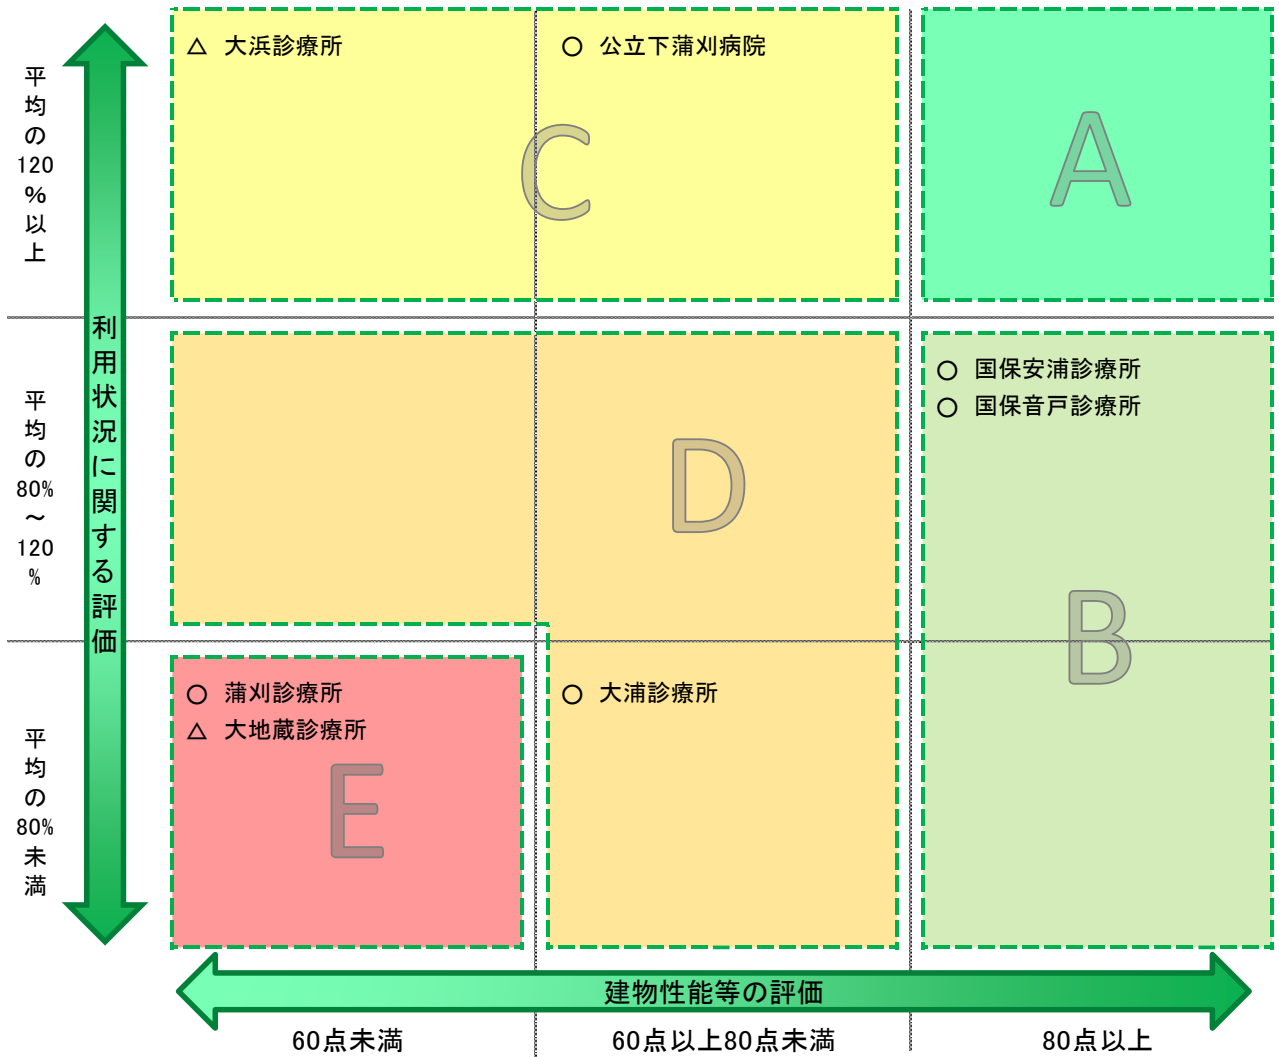 平均の120%以上
△ 大浜診療所
○ 公立下蒲刈病院
C
A
利用状況に関する評価
平均の80%～120%
D
○ 国保安浦診療所
○ 国保音戸診療所
B
平均の80%未満
○ 蒲刈診療所
△ 大地蔵診療所
E
○ 大浦診療所
建物性能等の評価
60点未満
60点以上80点未満
80点以上